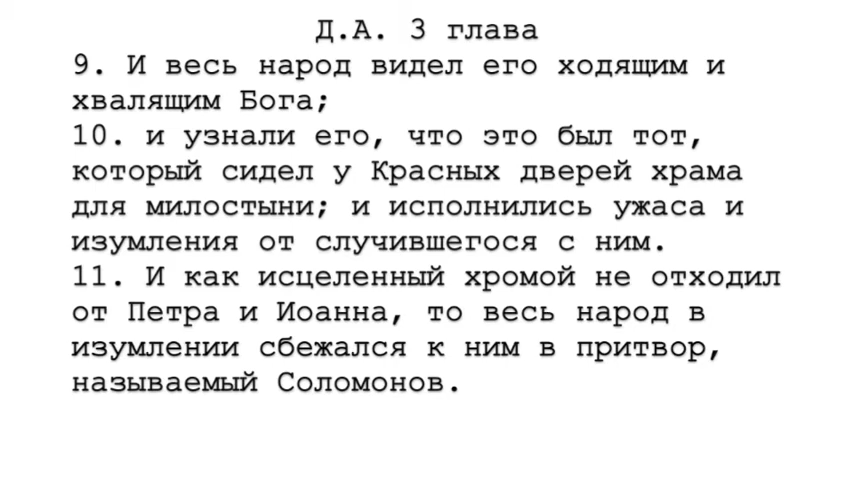 Д.А. 3 глава
9. И весь народ видел его ходящим и
хвалящим Бога;
10. и узнали его, что это был тот,
который сидел у Красных дверей храма
для милостыни; и исполнились ужаса и
изумления от случившегося с ним.
11. И как исцеленный хромой не отходил
от Петра и Иоанна, то весь народ в
изумлении сбежался к ним в притвор,
называемый Соломонов.